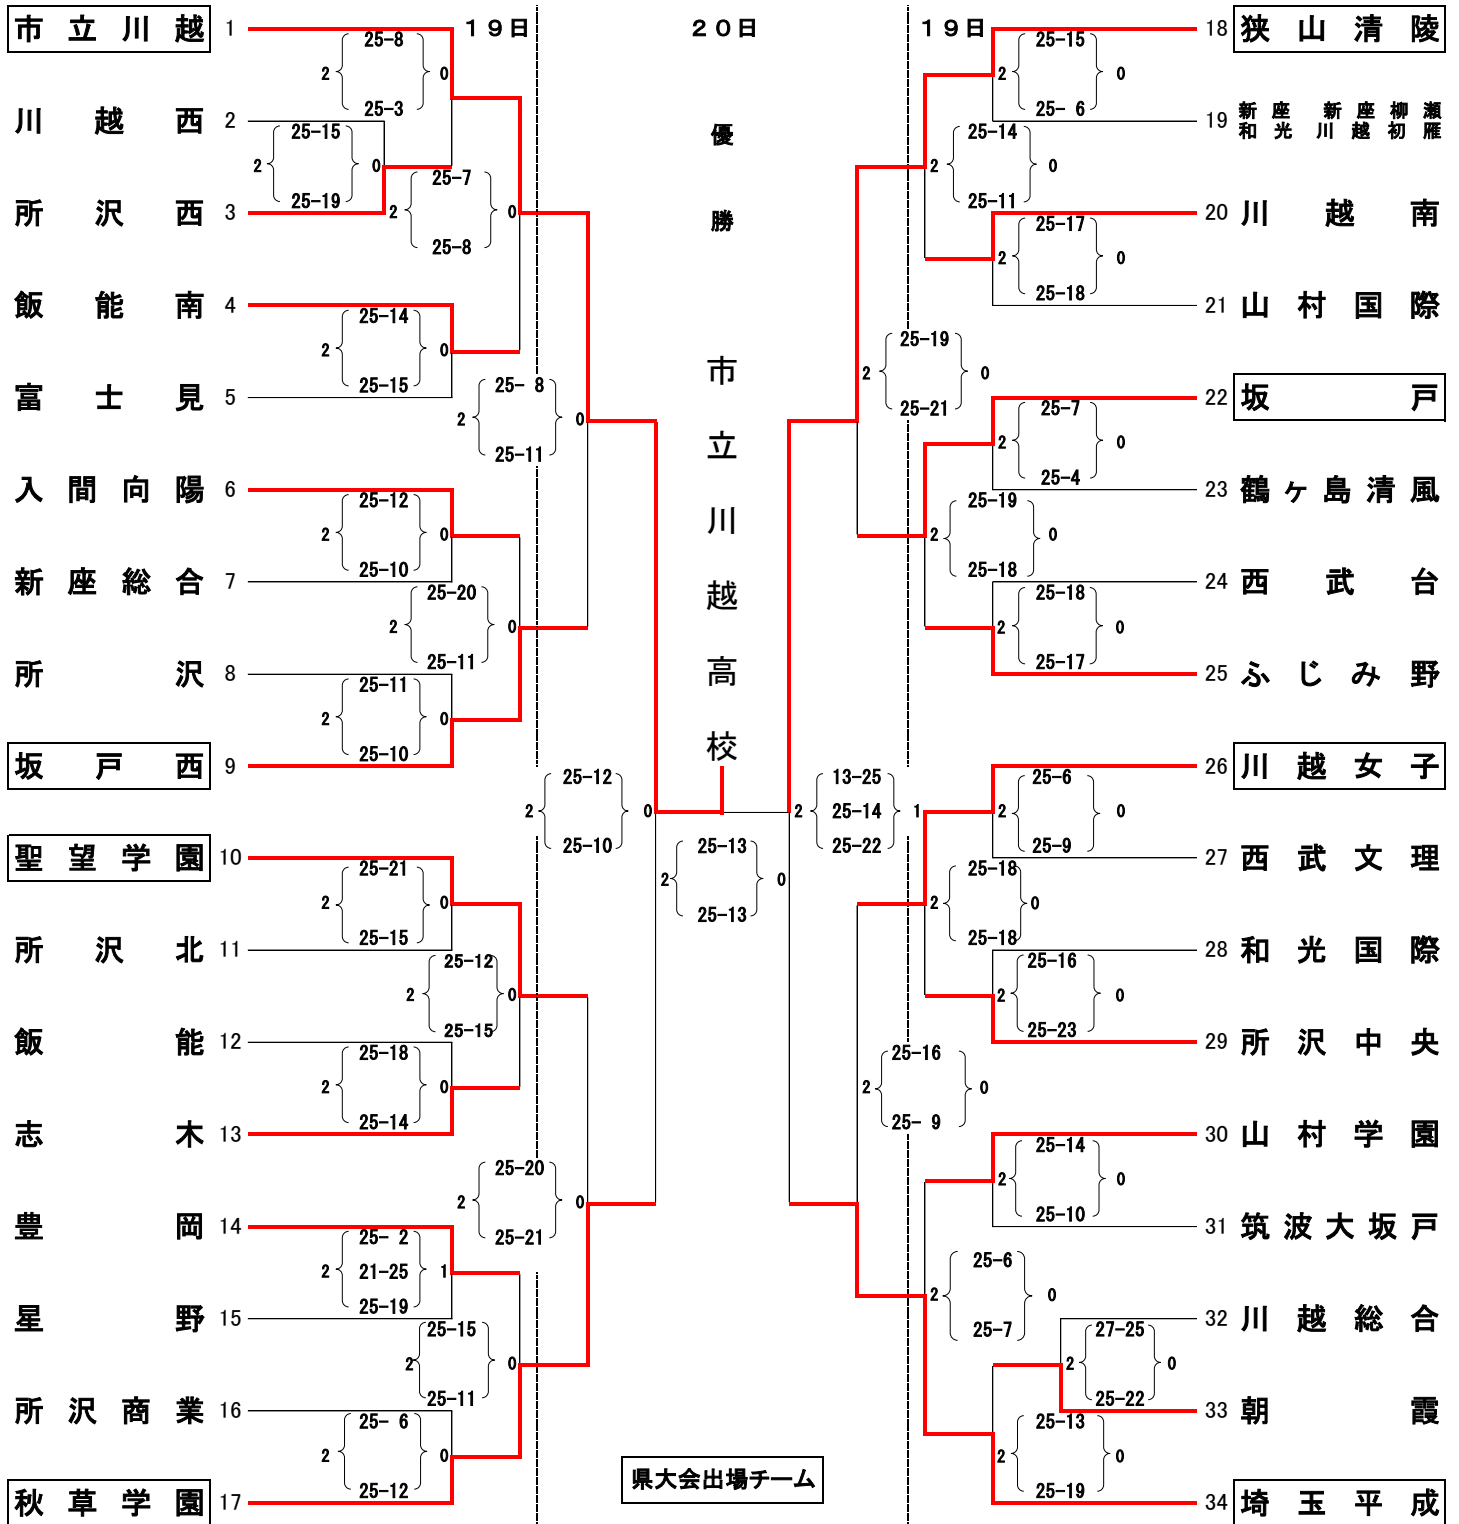 市立川越 1
川越西 2
所沢西 3
飯能南 4
富士見 5
入間向陽 6
新座総合 7
所沢 8
坂戸西 9
聖望学園 10
所沢北 11
飯能 12
志木 13
豊岡 14
星野 15
所沢商業 16
秋草学園 17
19日
2 25-8 0
25-3
2 25-15 0
25-19
2 25-7 0
25-8
2 25-14 0
25-15
2 25-8 0
25-11
2 25-12 0
25-10
2 25-20 0
25-11
2 25-11 0
25-10
2 25-12 0
25-10
2 25-21 0
25-15
2 25-12 0
25-15
2 25-18 0
25-14
2 25-20 0
25-21
2 25-2 1
21-25
25-19
2 25-15 0
25-11
2 25-6 0
25-12
20日
優勝
市立川越高校
2 25-13 0
25-13
県大会出場チーム
19日
2 13-25 1
25-14
25-22
2 25-15 0
25-6
2 25-14 0
25-11
2 25-17 0
25-18
2 25-19 0
25-21
2 25-7 0
25-4
2 25-19 0
25-18
2 25-18 0
25-17
2 25-6 0
25-9
2 25-18 0
25-18
2 25-16 0
25-23
2 25-16 0
25-9
2 25-14 0
25-10
2 25-6 0
25-7
2 27-25 0
25-22
2 25-13 0
25-19
18 狭山清陵
19 新座 新座柳瀬
和光 川越初雁
20 川越南
21 山村国際
22 坂戸
23 鶴ヶ島清風
24 西武台
25 ふじみ野
26 川越女子
27 西武文理
28 和光国際
29 所沢中央
30 山村学園
31 筑波大坂戸
32 川越総合
33 朝霞
34 埼玉平成